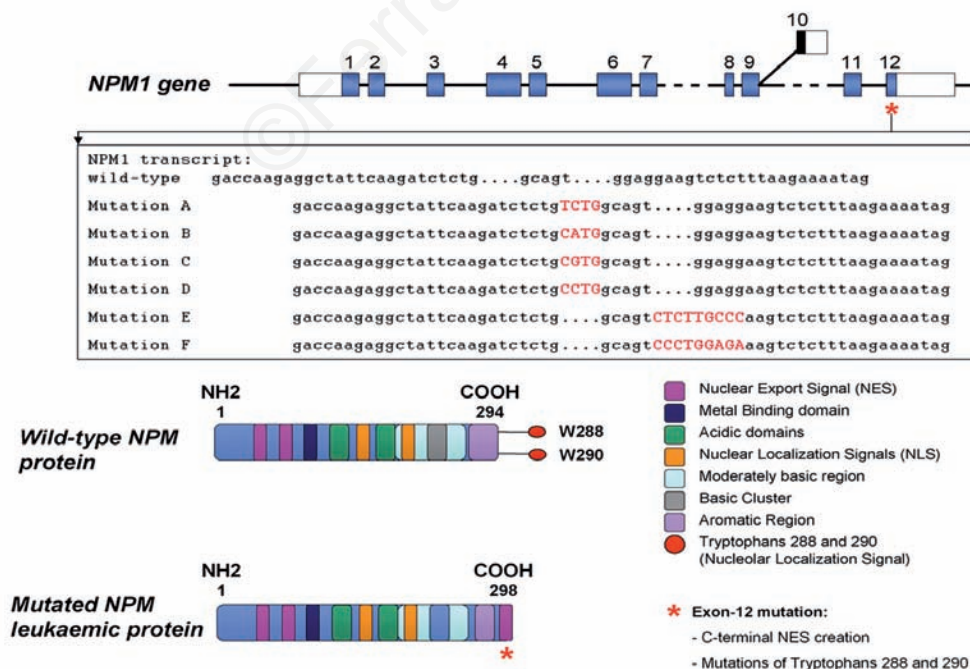 ©Ferra
10
1 2 3 4 5 6 7 8 9 11 12
NPM1 gene
*
NPM1 transcript:
wild-type gaccaagaggctattcaagatctctg....gcagt....ggaggaagtctctttaagaaaatag
Mutation A gaccaagaggctattcaagatctctgTCTGgcagt....ggaggaagtctctttaagaaaatag
Mutation B gaccaagaggctattcaagatctctgCATGgcagt....ggaggaagtctctttaagaaaatag
Mutation C gaccaagaggctattcaagatctctgCGTGgcagt....ggaggaagtctctttaagaaaatag
Mutation D gaccaagaggctattcaagatctctgCCTGgcagt....ggaggaagtctctttaagaaaatag
Mutation E gaccaagaggctattcaagatctctg....gcagtCTCTTGCCCaagtctctttaagaaaatag
Mutation F gaccaagaggctattcaagatctctg....gcagtCCCTGGAGAaagtctctttaagaaaatag
NH2 COOH
1 294
Wild-type NPM
protein
W288
W290
Nuclear Export Signal (NES)
Metal Binding domain
Acidic domains
Nuclear Localization Signals (NLS)
Moderately basic region
Basic Cluster
Aromatic Region
Tryptophans 288 and 290
(Nucleolar Localization Signal)
NH2 COOH
1 298
Mutated NPM
leukaemic protein
*
* Exon-12 mutation:
- C-terminal NES creation
- Mutations of Tryptophans 288 and 290